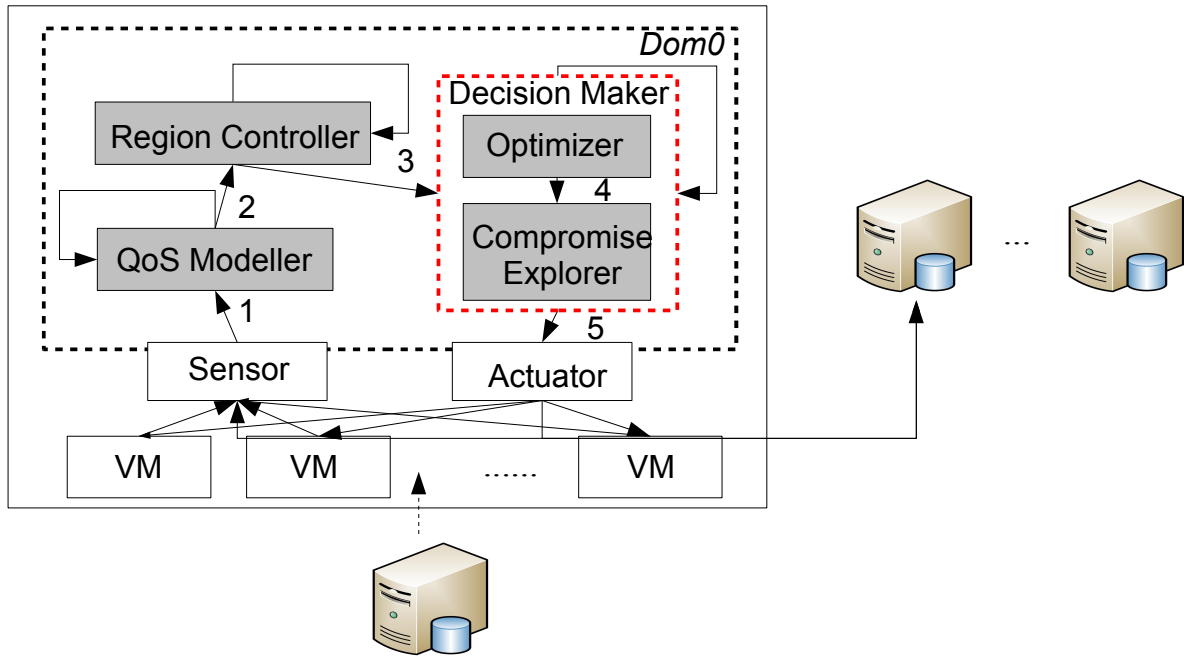 Dom0
Decision Maker
Region Controller
Optimizer
3
4
2
Compromise
Explorer
QoS Modeller
1
5
Sensor
Actuator
VM
VM
......
VM
...